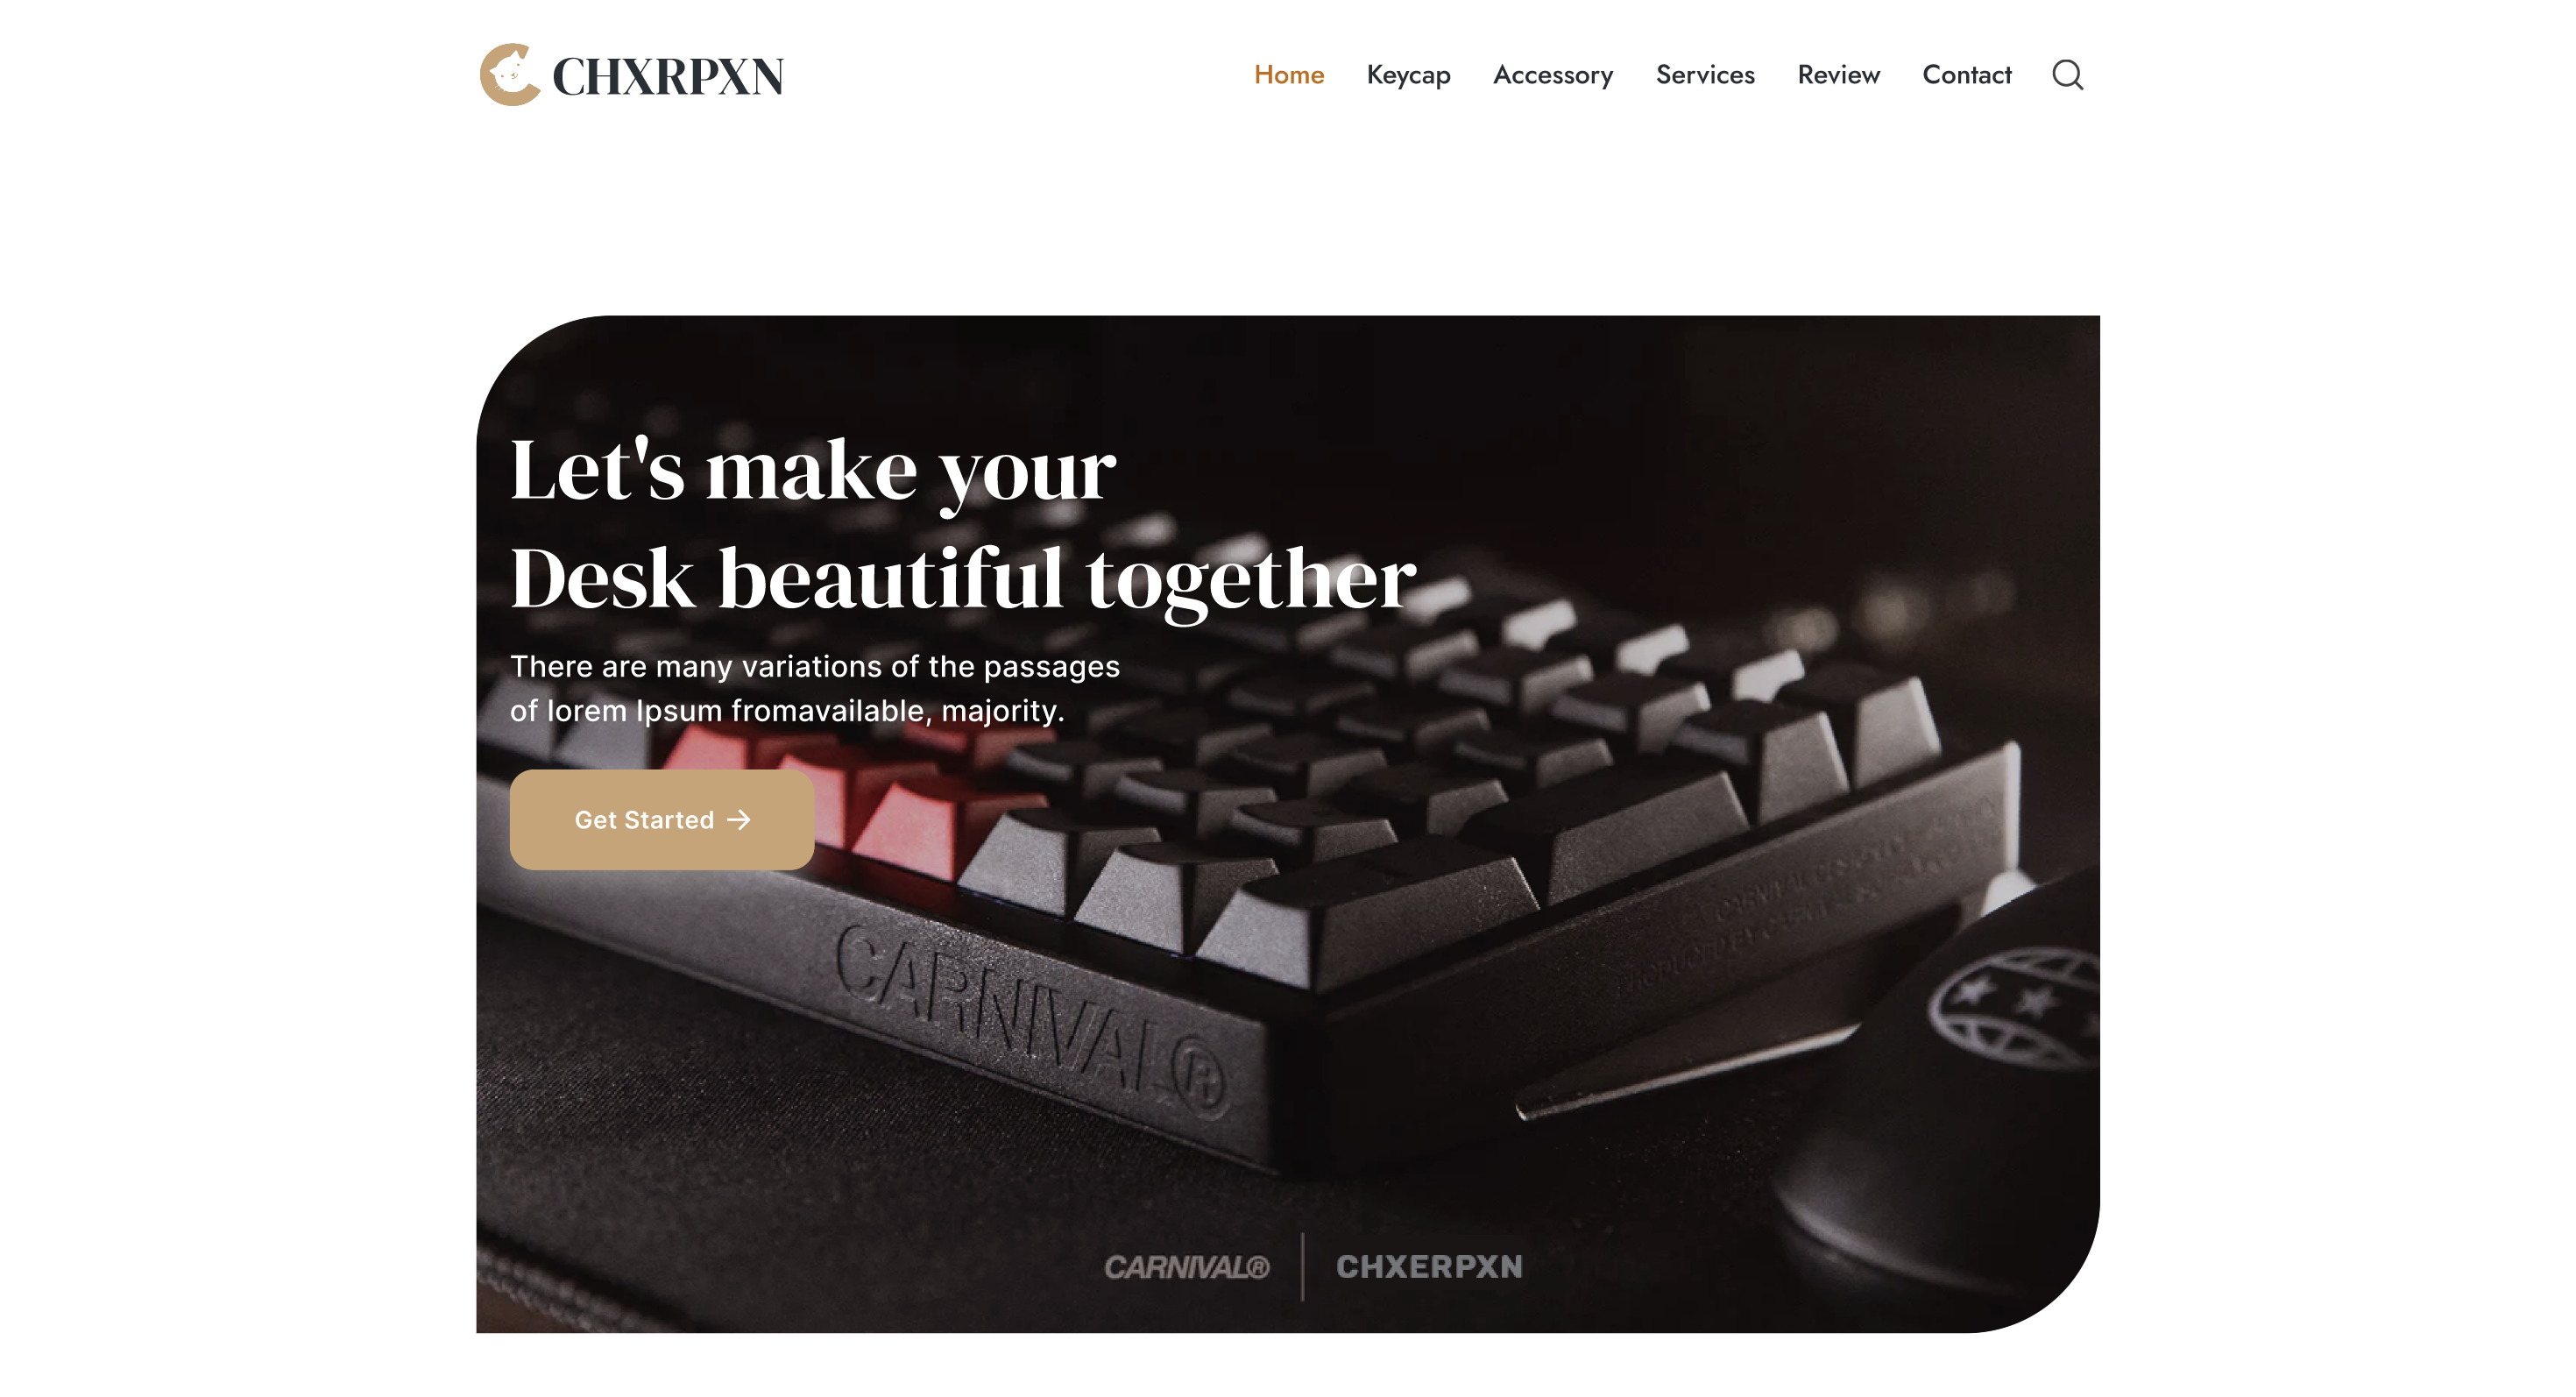 CHXRPXN
Home Keycap Accessory Services Review Contact
Let's make your
Desk beautiful together
There are many variations of the passages
of lorem Ipsum fromavailable, majority.
Get Started →
CARNIVAL®
CARNIVAL® | CHXERPXN